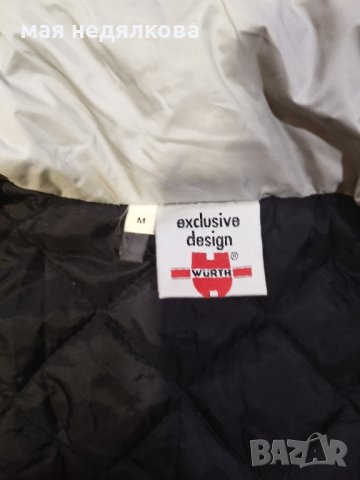 мая недялкова
M
exclusive
design
WÜRTH®
BAZAR